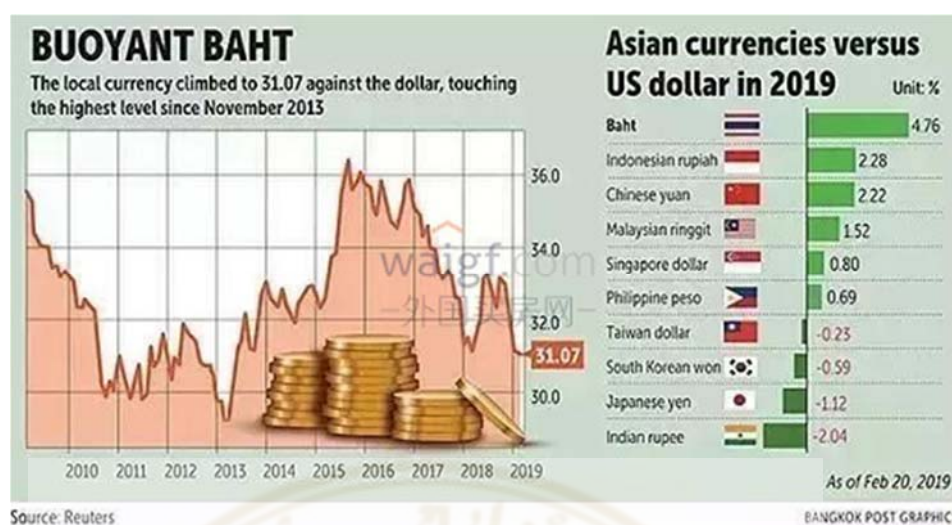 BUOYANT BAHT
The local currency climbed to 31.07 against the dollar, touching
the highest level since November 2013
36.0
34.0
32.0
31.07
30.0
2010 2011 2012 2013 2014 2015 2016 2017 2018 2019
waigf.com
Asian currencies versus
US dollar in 2019
Unit: %
Baht 4.76
Indonesian rupiah 2.28
Chinese yuan 2.22
Malaysian ringgit 1.52
Singapore dollar 0.80
Philippine peso 0.69
Taiwan dollar -0.23
South Korean won -0.59
Japanese yen -1.12
Indian rupee -2.04
As of Feb 20, 2019
Source: Reuters
BANGKOK POST GRAPHIC